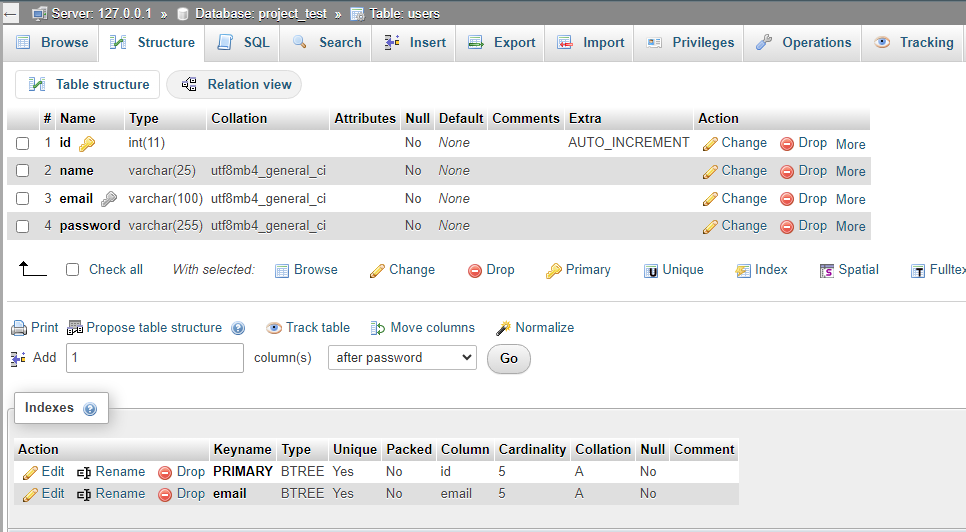 Server: 127.0.0.1 » Database: project_test » Table: users
Browse Structure SQL Search Insert Export Import Privileges Operations Tracking
Table structure Relation view
# Name Type Collation Attributes Null Default Comments Extra Action
1 id int(11) No None AUTO_INCREMENT Change Drop More
2 name varchar(25) utf8mb4_general_ci No None Change Drop More
3 email varchar(100) utf8mb4_general_ci No None Change Drop More
4 password varchar(255) utf8mb4_general_ci No None Change Drop More
Check all With selected: Browse Change Drop Primary Unique Index Spatial Fulltex
Print Propose table structure Track table Move columns Normalize
Add 1 column(s) after password Go
Indexes
Action Keyname Type Unique Packed Column Cardinality Collation Null Comment
Edit Rename Drop PRIMARY BTREE Yes No id 5 A No
Edit Rename Drop email BTREE Yes No email 5 A No